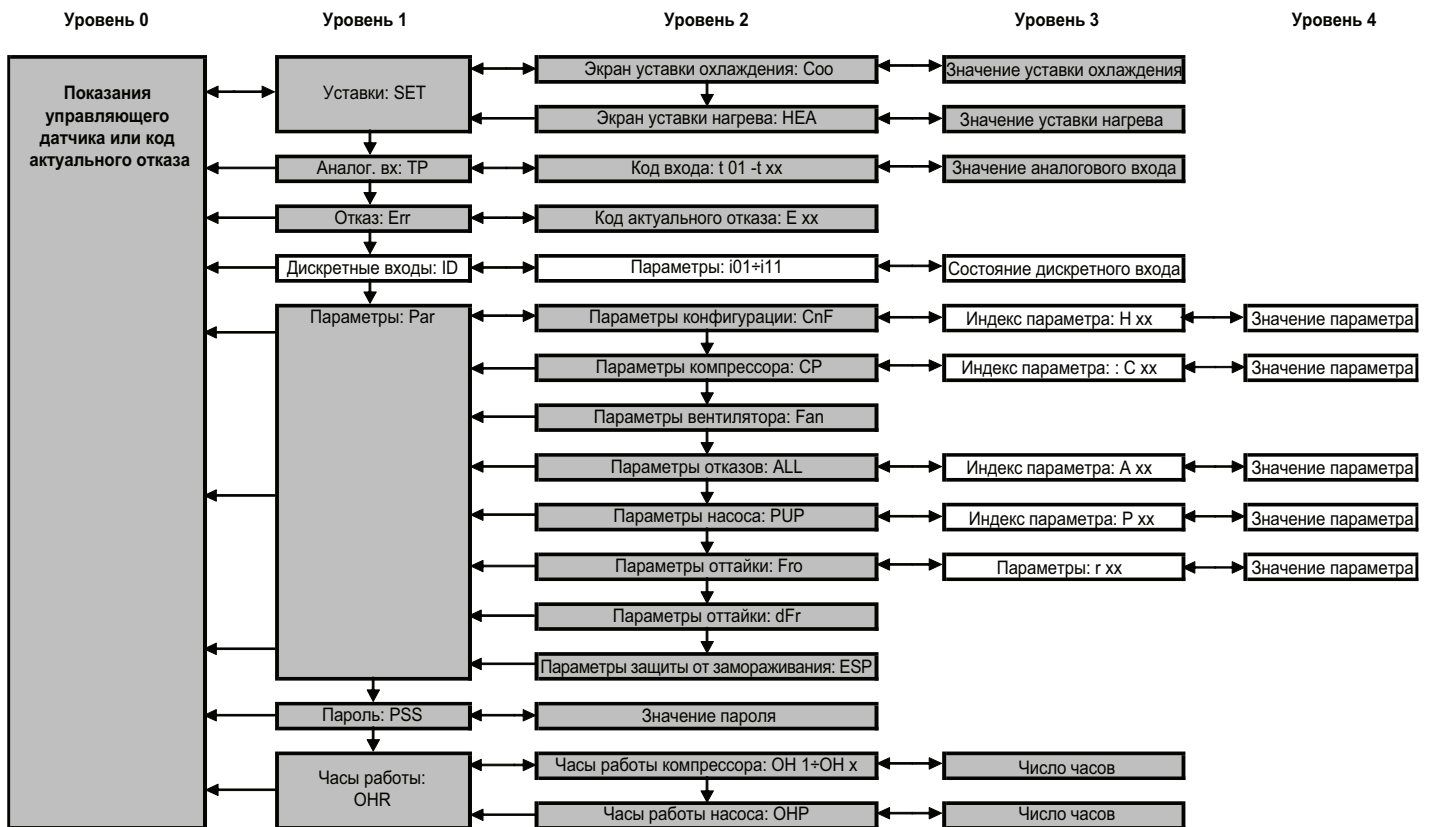 Уровень 0 Уровень 1 Уровень 2 Уровень 3 Уровень 4
Показания
управляющего
датчика или код
актуального отказа
Уставки: SET
Экран уставки охлаждения: Coo
Значение уставки охлаждения
Экран уставки нагрева: HEA
Значение уставки нагрева
Аналог. вх: TP
Код входа: t 01 -t xx
Значение аналогового входа
Отказ: Err
Код актуального отказа: E xx
Дискретные входы: ID
Параметры: i01÷i11
Состояние дискретного входа
Параметры: Par
Параметры конфигурации: CnF
Индекс параметра: H xx
Значение параметра
Параметры компрессора: CP
Индекс параметра: : C xx
Значение параметра
Параметры вентилятора: Fan
Параметры отказов: ALL
Индекс параметра: A xx
Значение параметра
Параметры насоса: PUP
Индекс параметра: P xx
Значение параметра
Параметры оттайки: Fro
Параметры: r xx
Значение параметра
Параметры оттайки: dFr
Параметры защиты от замораживания: ESP
Пароль: PSS
Значение пароля
Часы работы:
OHR
Часы работы компрессора: OH 1÷OH x
Число часов
Часы работы насоса: OHP
Число часов